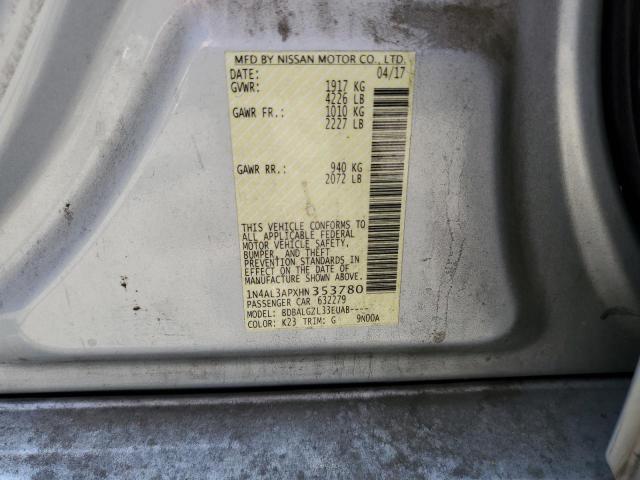 MFD BY NISSAN MOTOR CO., LTD.
DATE: 04/17
GVWR: 1917 KG
4226 LB
GAWR FR.: 1010 KG
2227 LB
GAWR RR.: 940 KG
2072 LB
THIS VEHICLE CONFORMS TO
ALL APPLICABLE FEDERAL
MOTOR VEHICLE SAFETY,
BUMPER, AND THEFT
PREVENTION STANDARDS IN
EFFECT ON THE DATE OF
MANUFACTURE SHOWN ABOVE.
1N4AL3APXHN353780
PASSENGER CAR 632279
MODEL: BDBALGZL33EUAB----
COLOR: K23 TRIM: G 9N00A